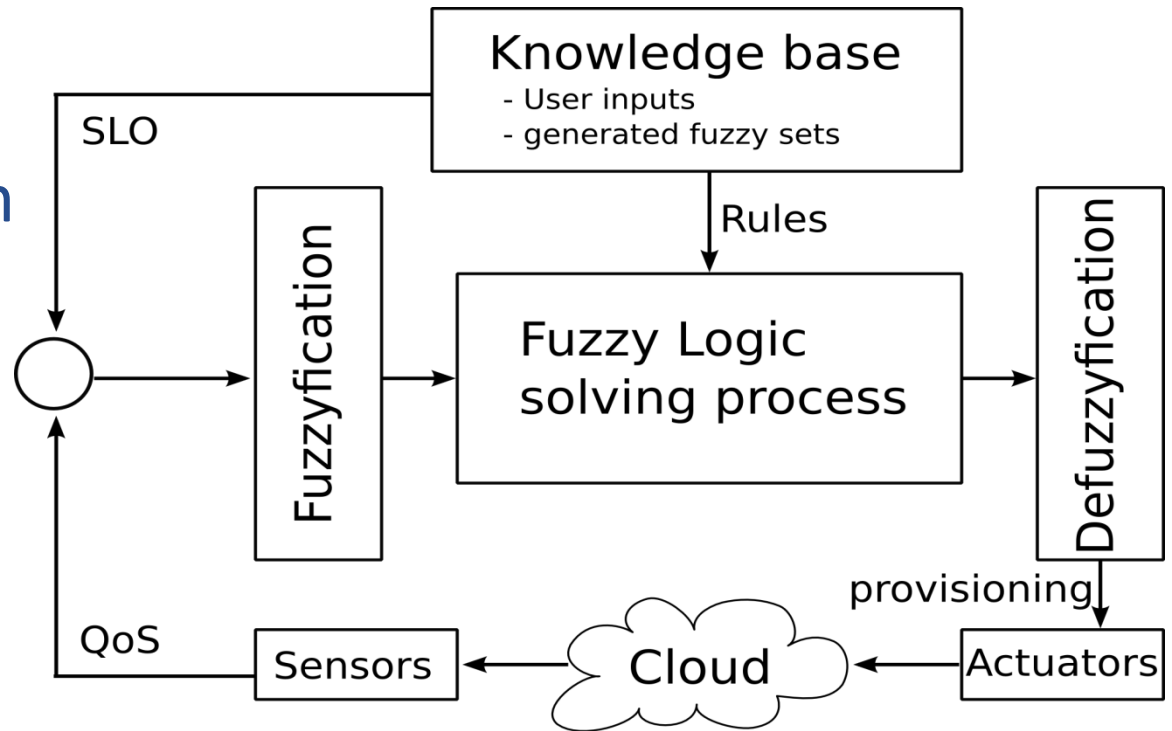 Knowledge base
- User inputs
- generated fuzzy sets
SLO
Rules
Fuzzyfication
Fuzzy Logic
solving process
Defuzzyfication
provisioning
QoS
Sensors
Cloud
Actuators